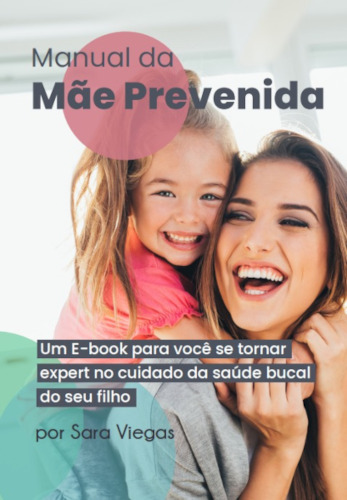 Manual da
Mãe Prevenida
Um E-book para você se tornar
expert no cuidado da saúde bucal
do seu filho
por Sara Viegas